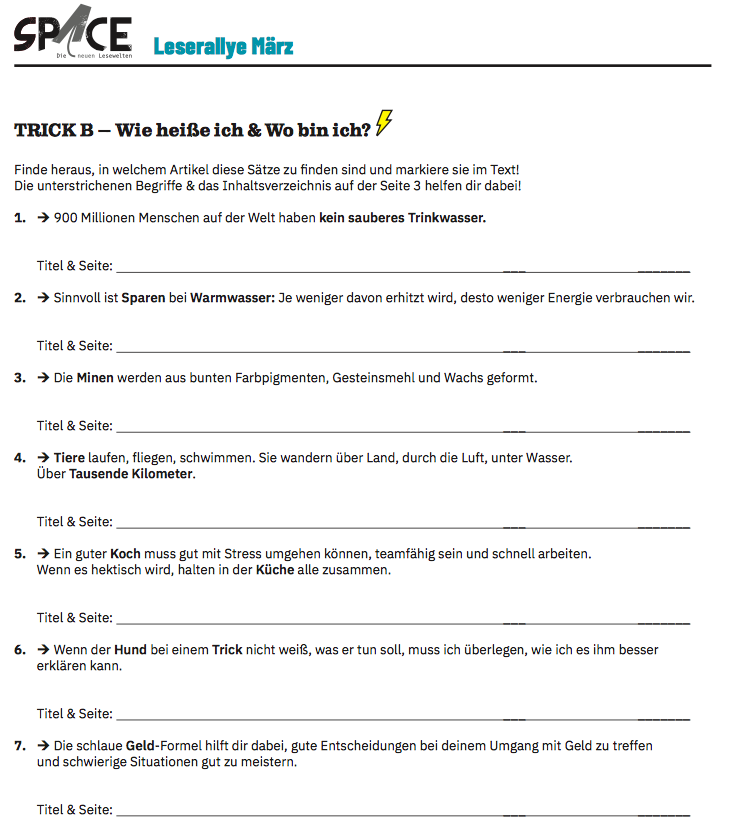 SPACE
Die neuen Lesewelten
Leserallye März
TRICK B – Wie heiße ich & Wo bin ich?
Finde heraus, in welchem Artikel diese Sätze zu finden sind und markiere sie im Text!
Die unterstrichenen Begriffe & das Inhaltsverzeichnis auf der Seite 3 helfen dir dabei!
1. → 900 Millionen Menschen auf der Welt haben kein sauberes Trinkwasser.
Titel & Seite:
2. → Sinnvoll ist Sparen bei Warmwasser: Je weniger davon erhitzt wird, desto weniger Energie verbrauchen wir.
Titel & Seite:
3. → Die Minen werden aus bunten Farbpigmenten, Gesteinsmehl und Wachs geformt.
Titel & Seite:
4. → Tiere laufen, fliegen, schwimmen. Sie wandern über Land, durch die Luft, unter Wasser.
Über Tausende Kilometer.
Titel & Seite:
5. → Ein guter Koch muss gut mit Stress umgehen können, teamfähig sein und schnell arbeiten.
Wenn es hektisch wird, halten in der Küche alle zusammen.
Titel & Seite:
6. → Wenn der Hund bei einem Trick nicht weiß, was er tun soll, muss ich überlegen, wie ich es ihm besser
erklären kann.
Titel & Seite:
7. → Die schlaue Geld-Formel hilft dir dabei, gute Entscheidungen bei deinem Umgang mit Geld zu treffen
und schwierige Situationen gut zu meistern.
Titel & Seite: